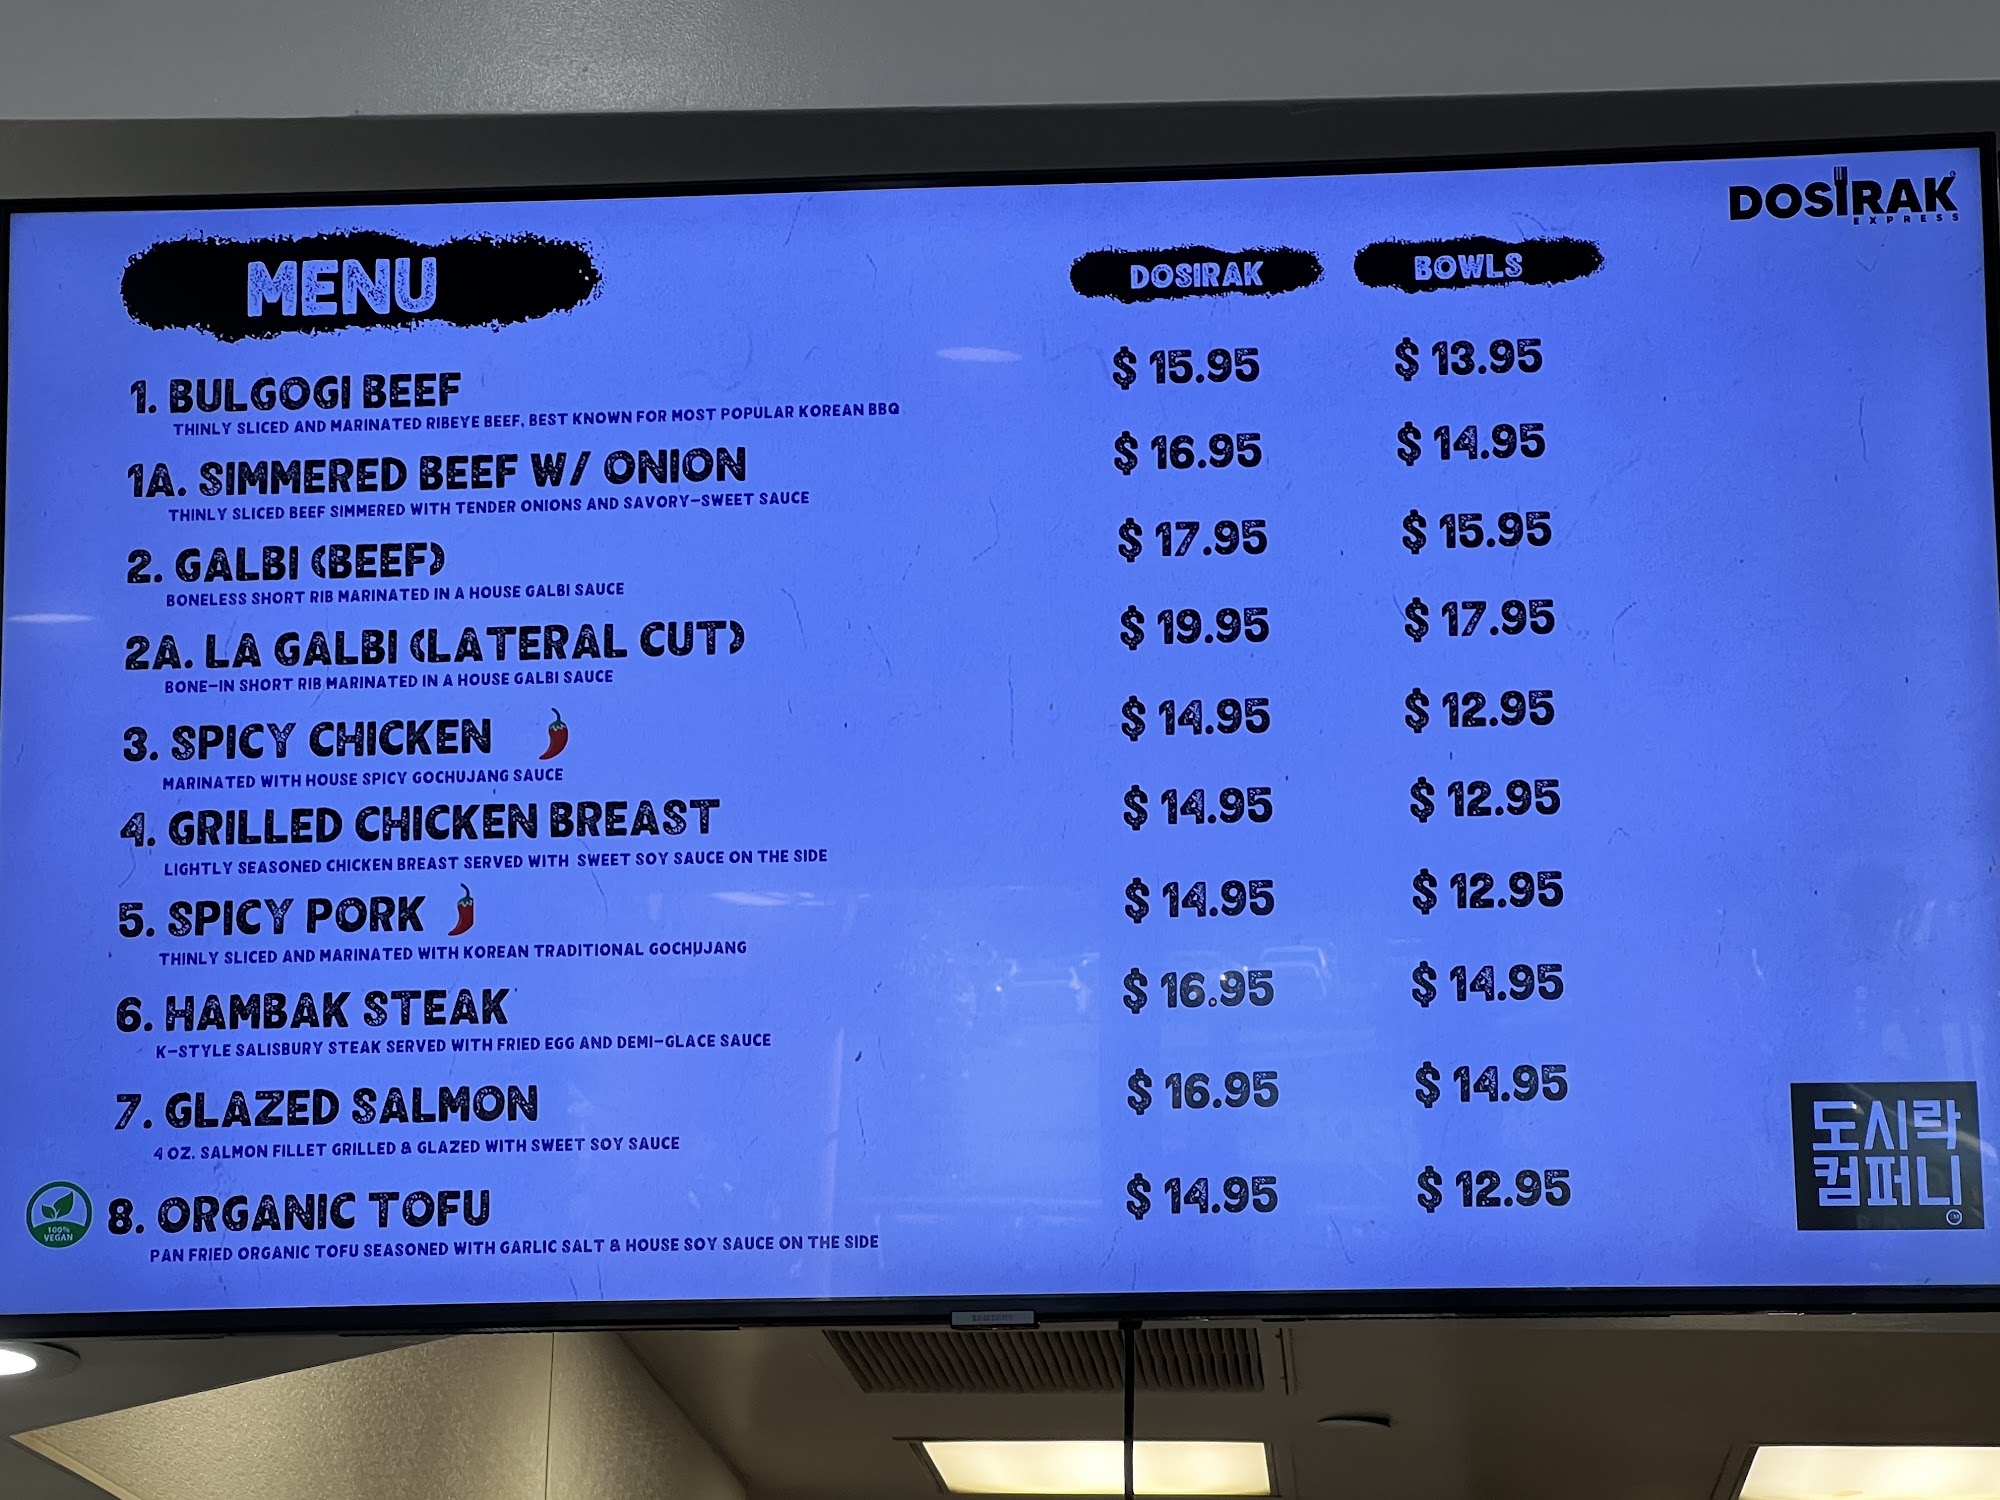 DOSIRAK
EXPRESS
MENU
DOSIRAK
BOWLS
1. BULGOGI BEEF
$ 15.95
$ 13.95
THINLY SLICED AND MARINATED RIBEYE BEEF, BEST KNOWN FOR MOST POPULAR KOREAN BBQ
1A. SIMMERED BEEF W/ ONION
$ 16.95
$ 14.95
THINLY SLICED BEEF SIMMERED WITH TENDER ONIONS AND SAVORY-SWEET SAUCE
2. GALBI (BEEF)
$ 17.95
$ 15.95
BONELESS SHORT RIB MARINATED IN A HOUSE GALBI SAUCE
2A. LA GALBI (LATERAL CUT)
$ 19.95
$ 17.95
BONE-IN SHORT RIB MARINATED IN A HOUSE GALBI SAUCE
3. SPICY CHICKEN
$ 14.95
$ 12.95
MARINATED WITH HOUSE SPICY GOCHUJANG SAUCE
4. GRILLED CHICKEN BREAST
$ 14.95
$ 12.95
LIGHTLY SEASONED CHICKEN BREAST SERVED WITH SWEET SOY SAUCE ON THE SIDE
5. SPICY PORK
$ 14.95
$ 12.95
THINLY SLICED AND MARINATED WITH KOREAN TRADITIONAL GOCHUJANG
6. HAMBAK STEAK
$ 16.95
$ 14.95
K-STYLE SALISBURY STEAK SERVED WITH FRIED EGG AND DEMI-GLACE SAUCE
7. GLAZED SALMON
$ 16.95
$ 14.95
4 OZ. SALMON FILLET GRILLED & GLAZED WITH SWEET SOY SAUCE
100%
VEGAN
8. ORGANIC TOFU
$ 14.95
$ 12.95
PAN FRIED ORGANIC TOFU SEASONED WITH GARLIC SALT & HOUSE SOY SAUCE ON THE SIDE
도시락
컴퍼니
SAMSUNG